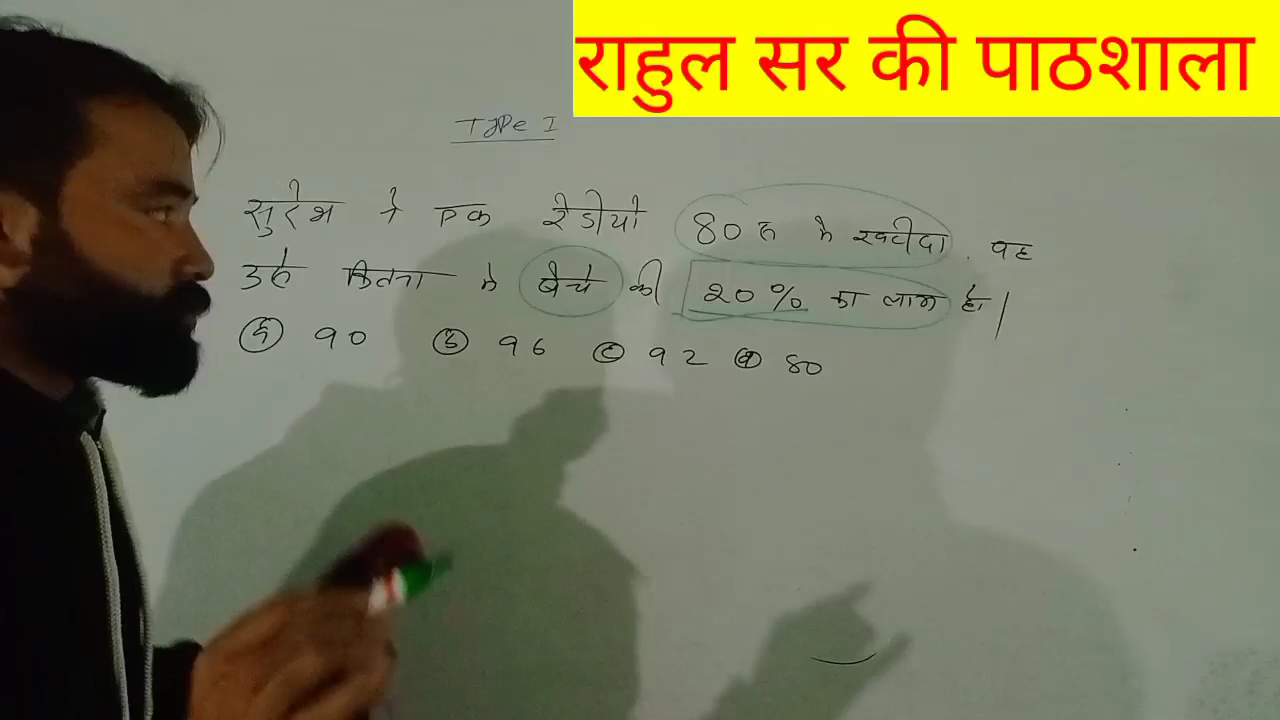 राहुल सर की पाठशाला
TYPe I
सुरेश ने एक रेडीयो 80 रु मे खरीदा. वह
उसे कितना मे बेचे की 20% का लाभ हो|
(A) 90 (B) 96 (C) 92 (D) 80